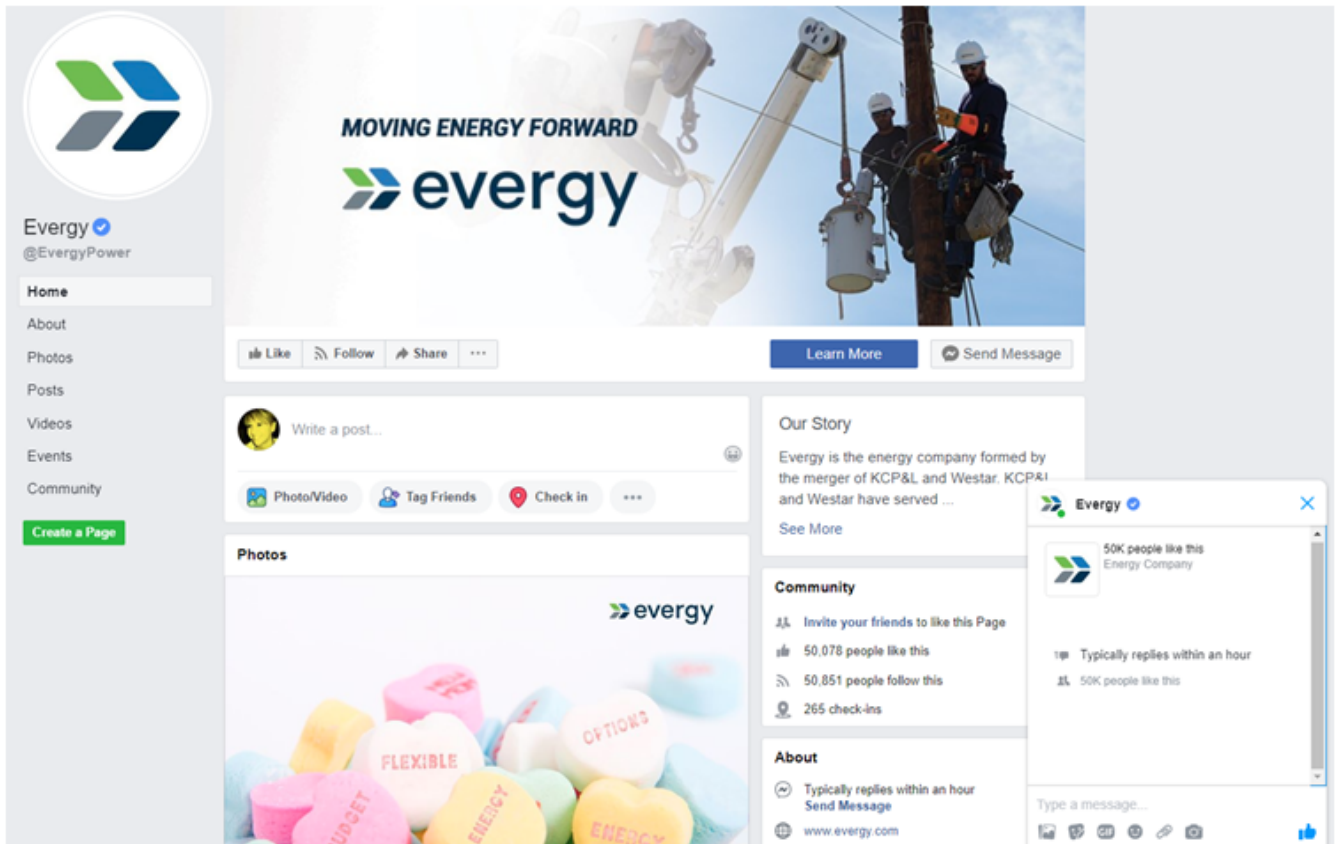 Evergy
@EvergyPower
Home
About
Photos
Posts
Videos
Events
Community
Create a Page
MOVING ENERGY FORWARD
evergy
Like
Follow
Share
Learn More
Send Message
Write a post...
Photo/Video
Tag Friends
Check in
Photos
evergy
OPTIONS
FLEXIBLE
BUDGET
ENERGY
ENERGY
Our Story
Evergy is the energy company formed by
the merger of KCP&L and Westar. KCP&L
and Westar have served ...
See More
Community
Invite your friends to like this Page
50,078 people like this
50,851 people follow this
265 check-ins
About
Typically replies within an hour
Send Message
www.evergy.com
Evergy
50K people like this
Energy Company
Typically replies within an hour
50K people like this
Type a message...
GIF